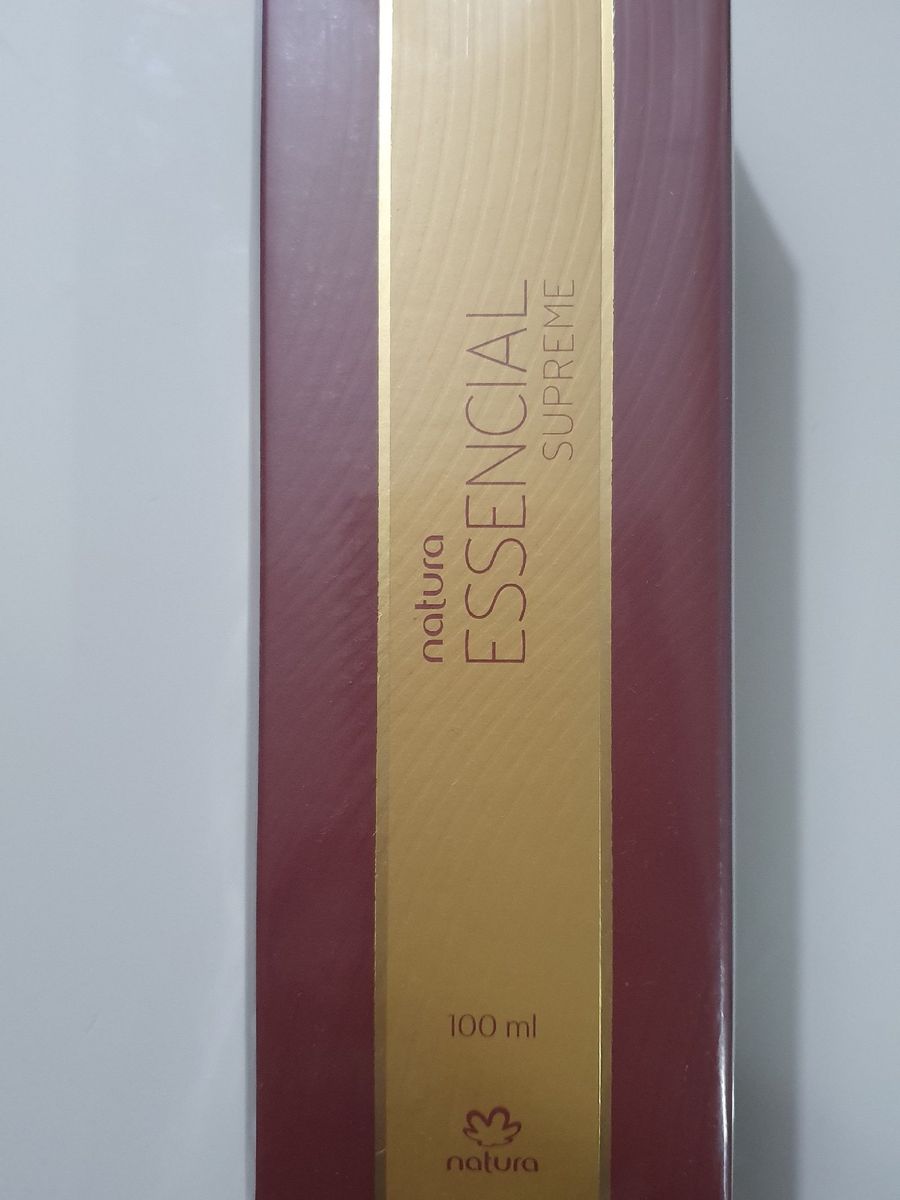 natura
ESSENCIAL
SUPREME
100 ml
natura